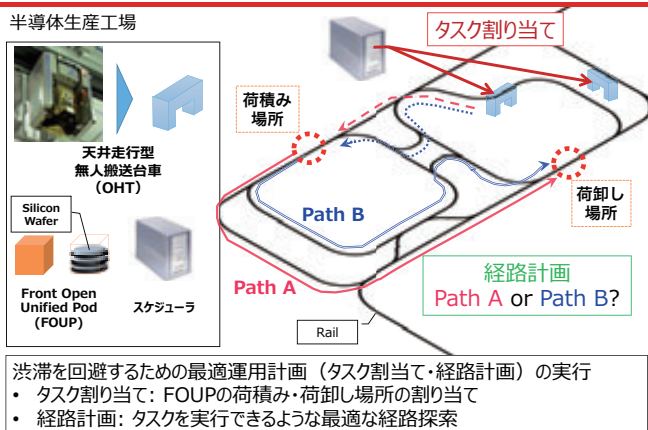 半導体生産工場
タスク割り当て
荷積み
場所
天井走行型
無人搬送台車
(OHT)
荷卸し
場所
Silicon
Wafer
Path B
Path A
Front Open
Unified Pod
(FOUP)
スケジューラ
経路計画
Path A or Path B?
Rail
渋滞を回避するための最適運用計画（タスク割当て・経路計画）の実行
• タスク割り当て: FOUPの荷積み・荷卸し場所の割り当て
• 経路計画: タスクを実行できるような最適な経路探索